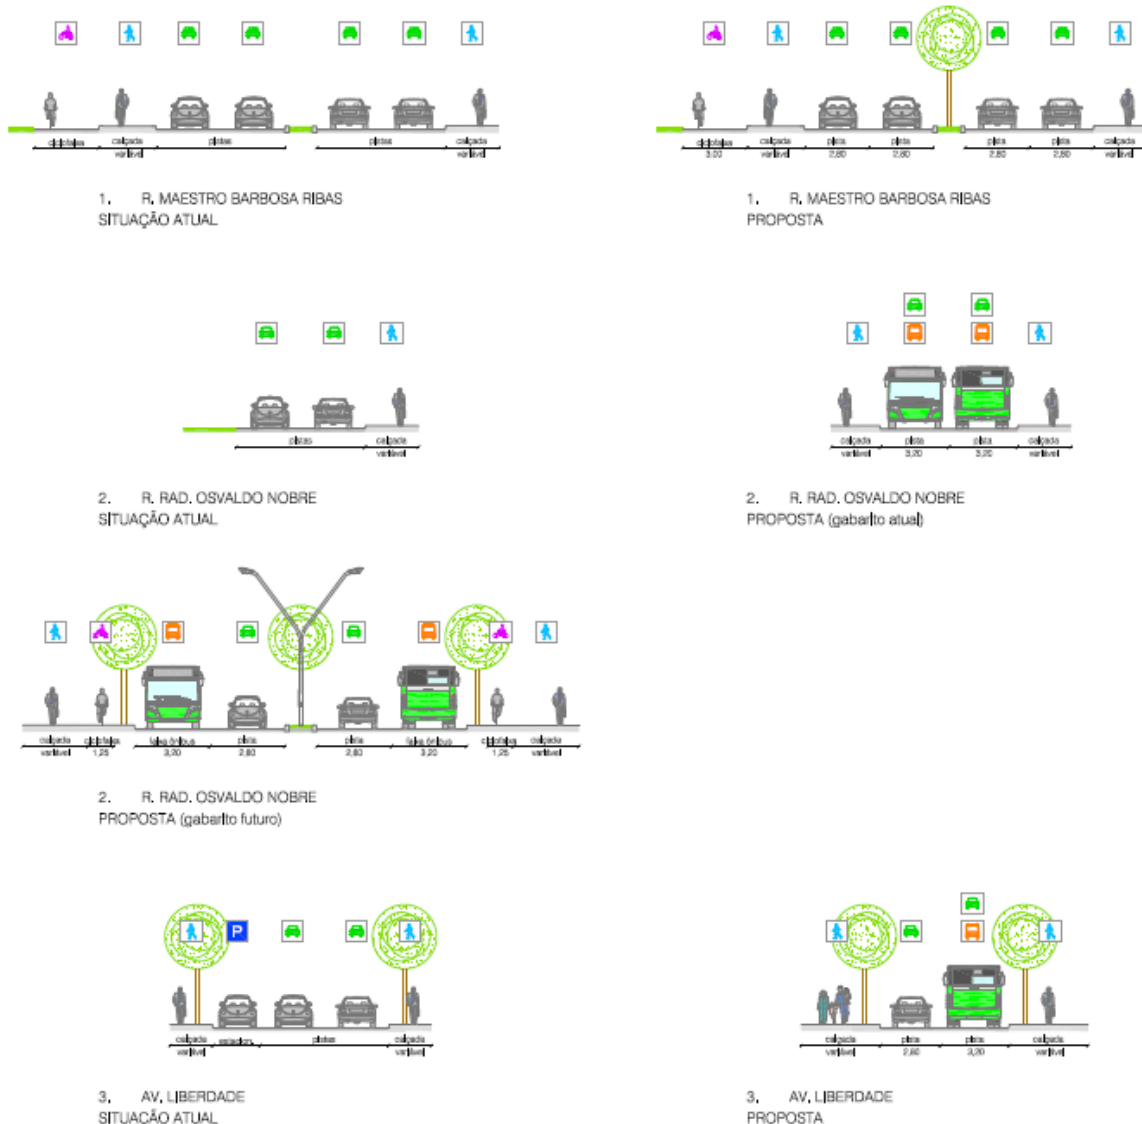 ciclofaixa calçada pistas pistas calçada
variável variável
ciclofaixa calçada pista pista pista pista calçada
3,00 variável 2,80 2,80 2,80 2,80 variável
1. R. MAESTRO BARBOSA RIBAS
SITUAÇÃO ATUAL
1. R. MAESTRO BARBOSA RIBAS
PROPOSTA
pistas calçada
variável
calçada pista pista calçada
variável 3,20 3,20 variável
2. R. RAD. OSVALDO NOBRE
SITUAÇÃO ATUAL
2. R. RAD. OSVALDO NOBRE
PROPOSTA (gabarito atual)
calçada ciclofaixa faixa ônibus pista pista faixa ônibus ciclofaixa calçada
variável 1,25 3,20 2,80 2,80 3,20 1,25 variável
2. R. RAD. OSVALDO NOBRE
PROPOSTA (gabarito futuro)
P
calçada estacion. pistas calçada
variável variável
calçada pista pista calçada
variável 2,80 3,20 variável
3. AV. LIBERDADE
SITUAÇÃO ATUAL
3. AV. LIBERDADE
PROPOSTA